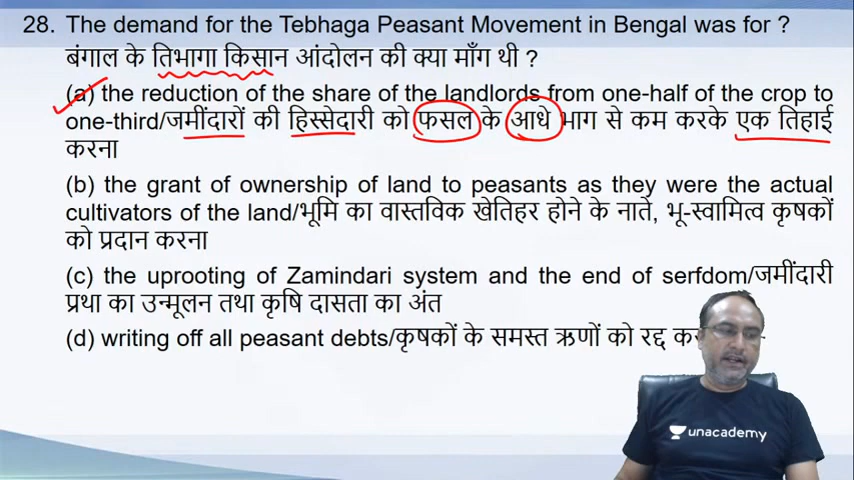 28. The demand for the Tebhaga Peasant Movement in Bengal was for ?
बंगाल के तिभागा किसान आंदोलन की क्या माँग थी ?
(a) the reduction of the share of the landlords from one-half of the crop to
one-third/जमींदारों की हिस्सेदारी को फसल के आधे भाग से कम करके एक तिहाई
करना
(b) the grant of ownership of land to peasants as they were the actual
cultivators of the land/भूमि का वास्तविक खेतिहर होने के नाते, भू-स्वामित्व कृषकों
को प्रदान करना
(c) the uprooting of Zamindari system and the end of serfdom/जमींदारी
प्रथा का उन्मूलन तथा कृषि दासता का अंत
(d) writing off all peasant debts/कृषकों के समस्त ऋणों को रद्द
unacademy